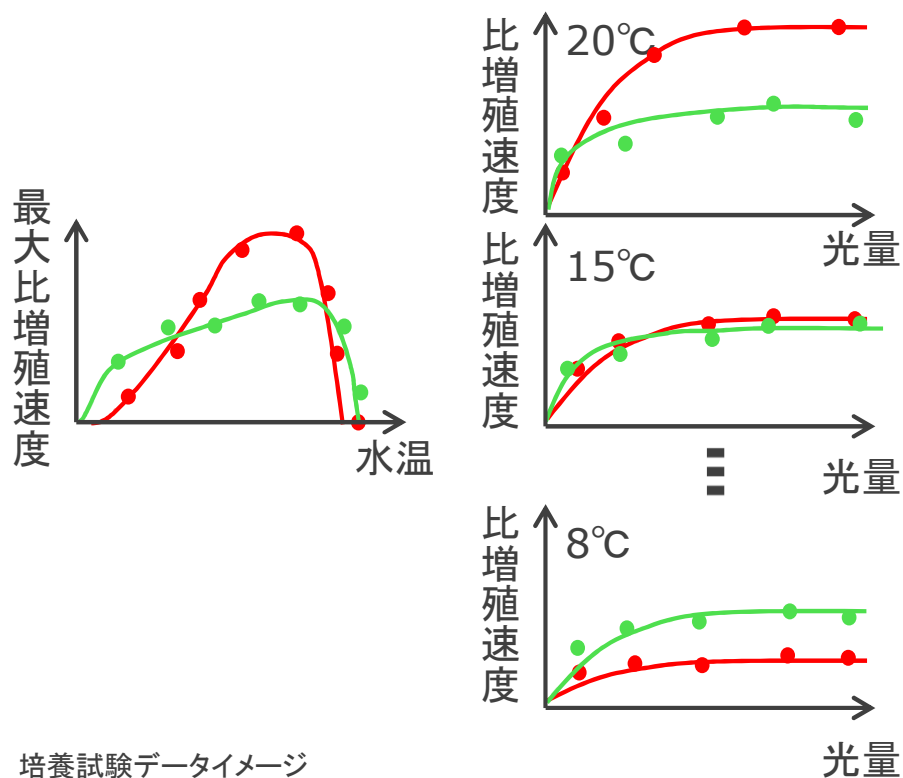 最大比増殖速度
水温
比増殖速度
20℃
光量
比増殖速度
15℃
光量
比増殖速度
8℃
光量
培養試験データイメージ